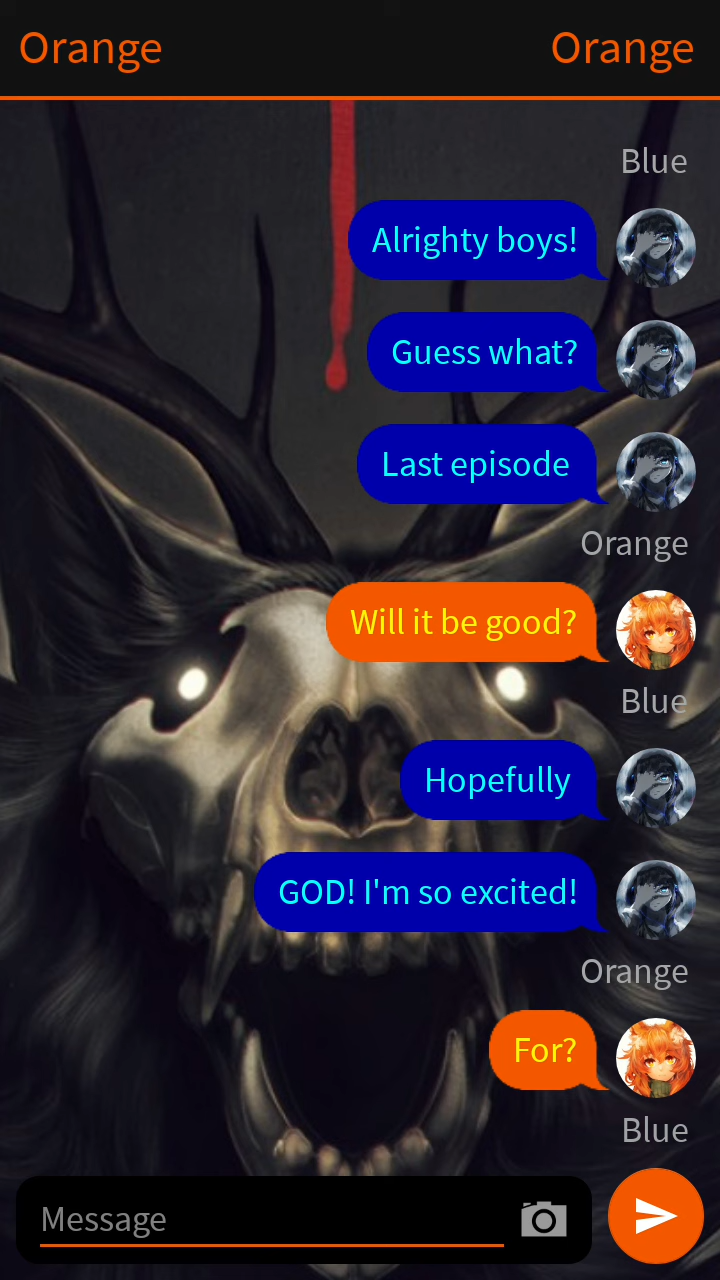 Orange Orange
Blue
Alrighty boys!
Guess what?
Last episode
Orange
Will it be good?
Blue
Hopefully
GOD! I'm so excited!
Orange
For?
Blue
Message